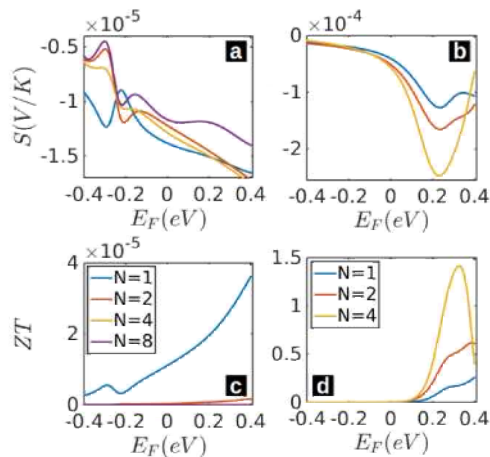 ×10⁻⁵
-0.5
-1
-1.5
S(V/K)
a
-0.4 -0.2 0 0.2 0.4
E_F(eV)
×10⁻⁴
0
-1
-2
b
-0.4 -0.2 0 0.2 0.4
E_F(eV)
×10⁻⁵
4
2
0
ZT
N=1
N=2
N=4
N=8
c
-0.4 -0.2 0 0.2 0.4
E_F(eV)
1.5
1
0.5
0
N=1
N=2
N=4
d
-0.4 -0.2 0 0.2 0.4
E_F(eV)